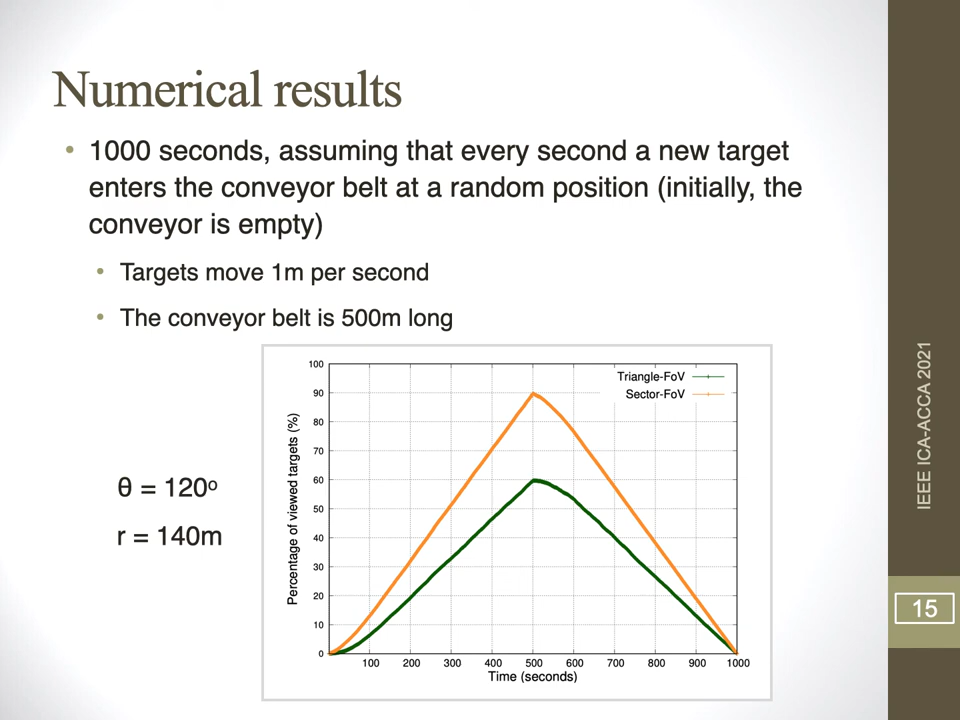 Numerical results
• 1000 seconds, assuming that every second a new target
enters the conveyor belt at a random position (initially, the
conveyor is empty)
• Targets move 1m per second
• The conveyor belt is 500m long
θ = 120º
r = 140m
Percentage of viewed targets (%)
100
90
80
70
60
50
40
30
20
10
0
Triangle-FoV
Sector-FoV
100 200 300 400 500 600 700 800 900 1000
Time (seconds)
IEEE ICA-ACCA 2021
15